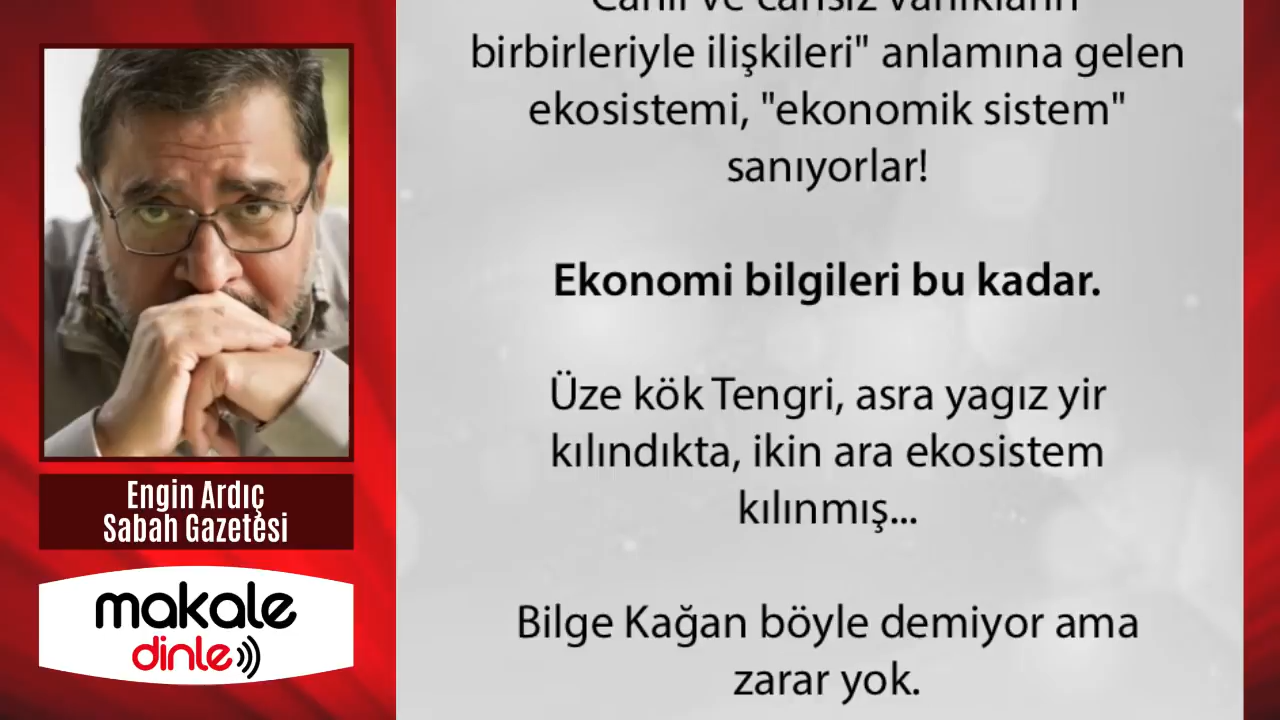 Engin Ardıç
Sabah Gazetesi
makale
dinle
birbirleriyle ilişkileri" anlamına gelen
ekosistemi, "ekonomik sistem"
sanıyorlar!
Ekonomi bilgileri bu kadar.
Üze kök Tengri, asra yagız yir
kılındıkta, ikin ara ekosistem
kılınmış...
Bilge Kağan böyle demiyor ama
zarar yok.